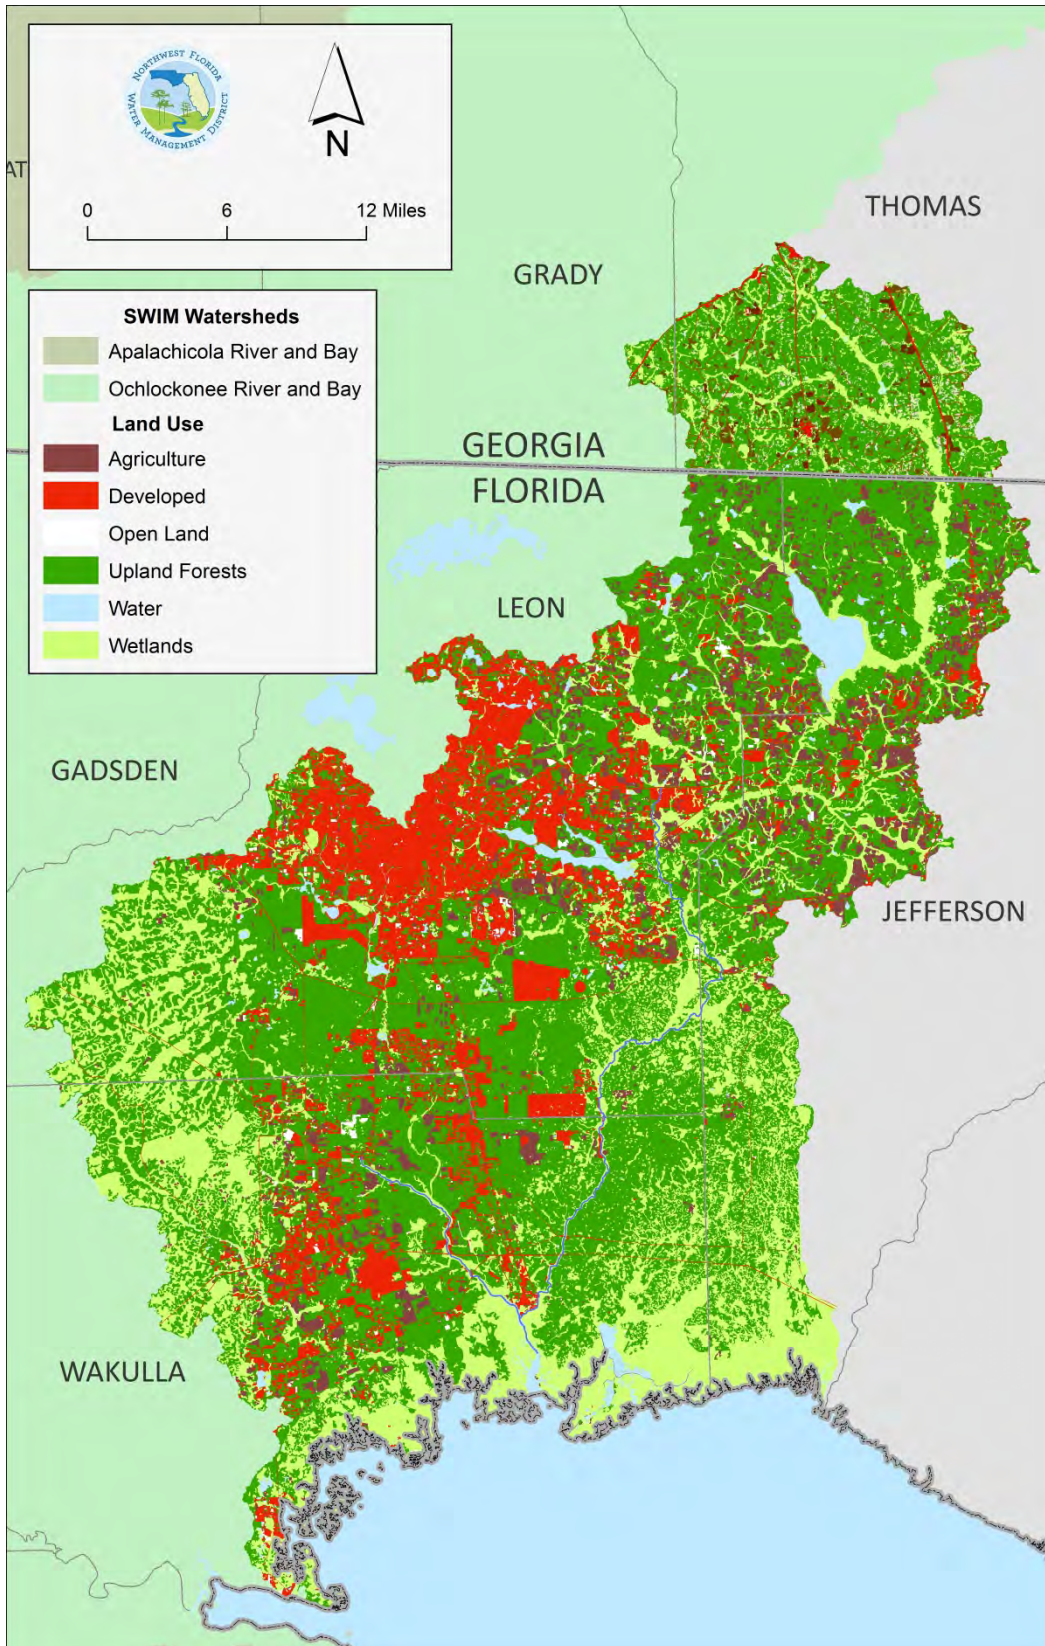 NORTHWEST FLORIDA
WATER MANAGEMENT DISTRICT
N
0 6 12 Miles
AT
THOMAS
GRADY
SWIM Watersheds
Apalachicola River and Bay
Ochlockonee River and Bay
Land Use
Agriculture
Developed
Open Land
Upland Forests
Water
Wetlands
GEORGIA
FLORIDA
LEON
GADSDEN
JEFFERSON
WAKULLA